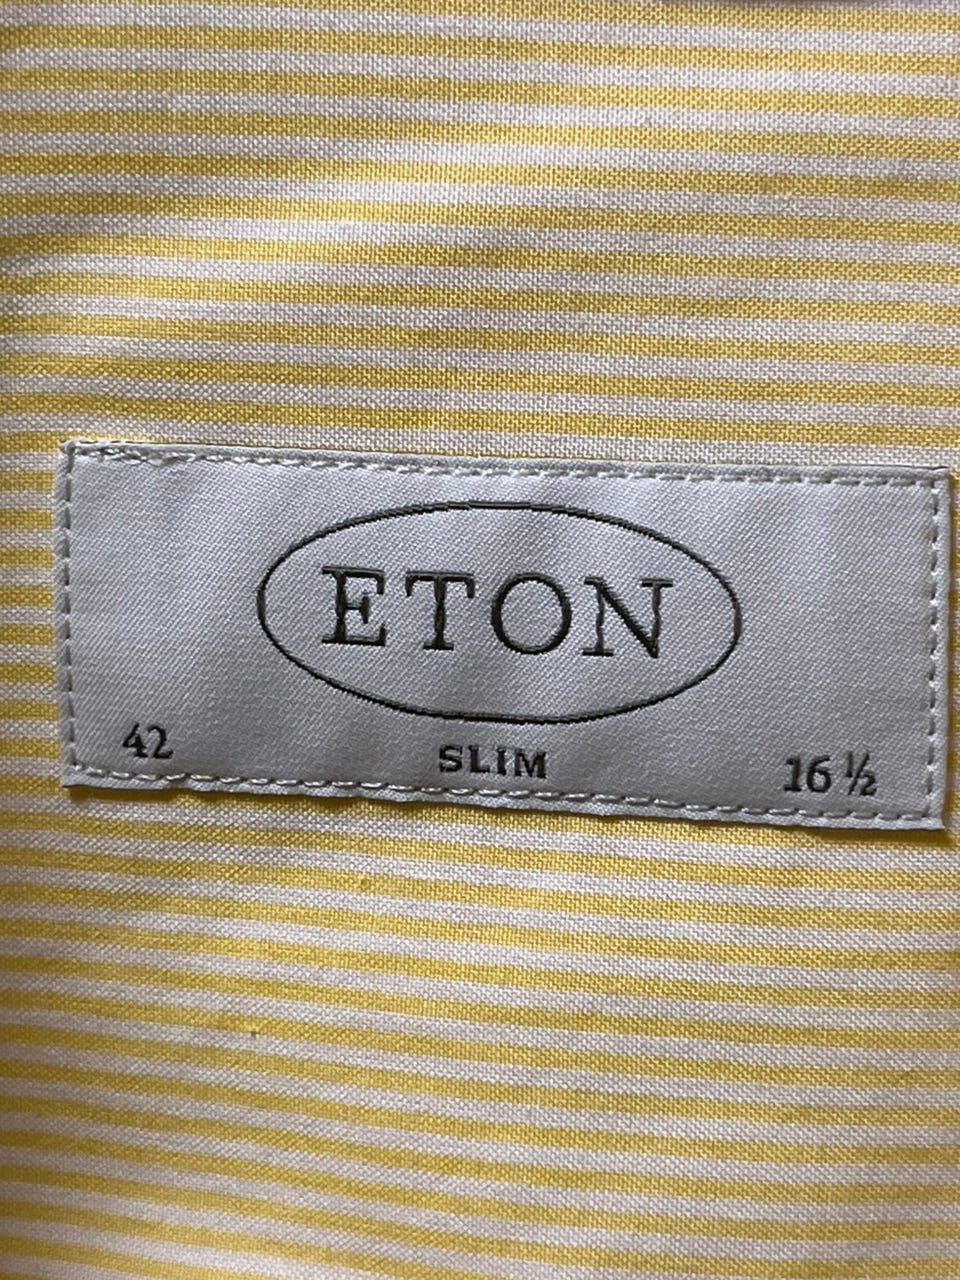 ETON
42 SLIM 16 ½